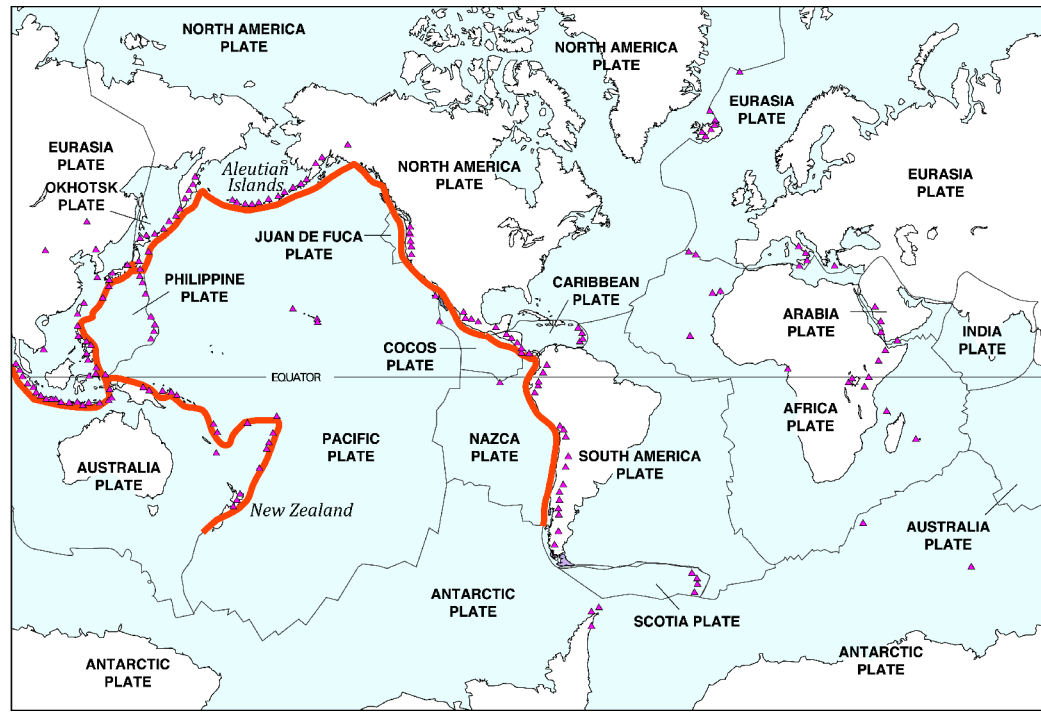 NORTH AMERICA
PLATE
NORTH AMERICA
PLATE
EURASIA
PLATE
EURASIA
PLATE
OKHOTSK
PLATE
Aleutian
Islands
NORTH AMERICA
PLATE
EURASIA
PLATE
JUAN DE FUCA
PLATE
PHILIPPINE
PLATE
CARIBBEAN
PLATE
ARABIA
PLATE
INDIA
PLATE
COCOS
PLATE
EQUATOR
AFRICA
PLATE
PACIFIC
PLATE
NAZCA
PLATE
SOUTH AMERICA
PLATE
AUSTRALIA
PLATE
New Zealand
AUSTRALIA
PLATE
ANTARCTIC
PLATE
SCOTIA PLATE
ANTARCTIC
PLATE
ANTARCTIC
PLATE